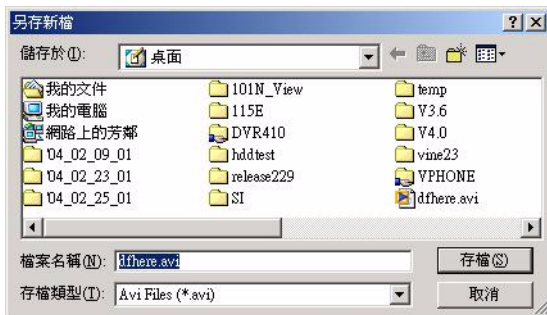 另存新檔
儲存於(I): 桌面
我的文件 101N_View temp
我的電腦 115E V3.6
網路上的芳鄰 DVR410 V4.0
04_02_09_01 hddtest vine23
04_02_23_01 release229 VPHONE
04_02_25_01 SI dfhere.avi
檔案名稱(N): dfhere.avi 存檔(S)
存檔類型(T): Avi Files (*.avi) 取消